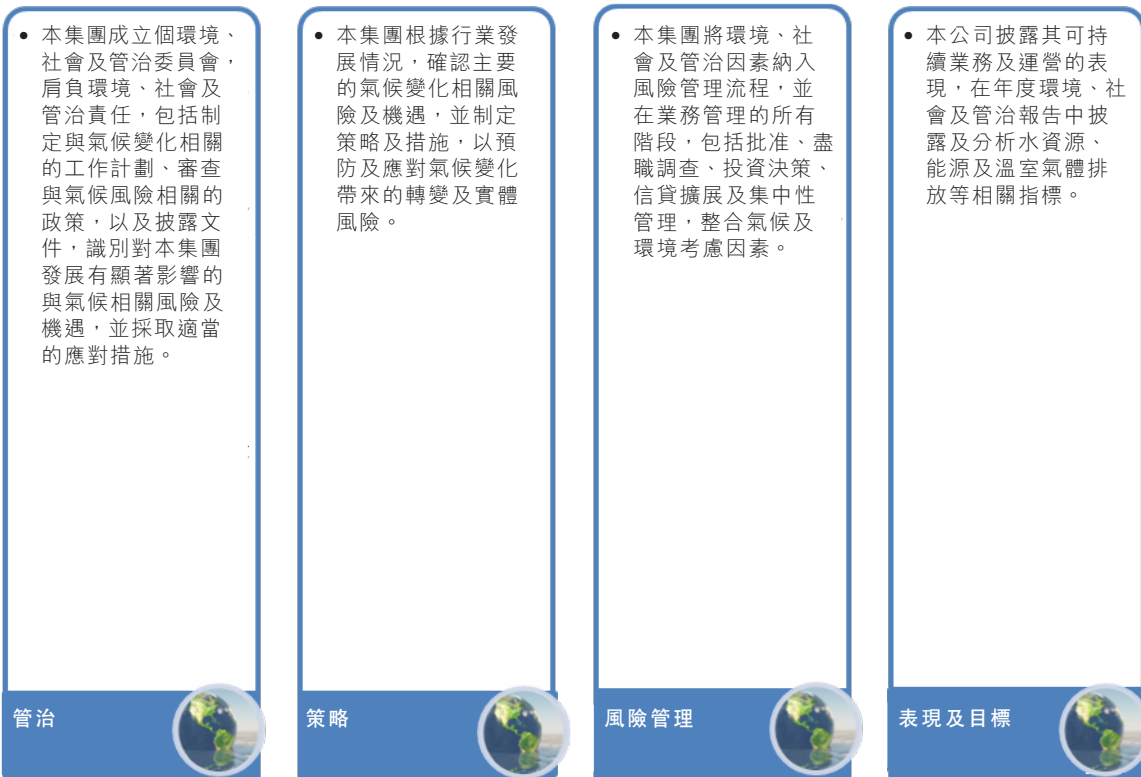 • 本集團成立個環境、
社會及管治委員會，
肩負環境、社會及
管治責任，包括制
定與氣候變化相關
的工作計劃、審查
與氣候風險相關的
政策，以及披露文
件，識別對本集團
發展有顯著影響的
與氣候相關風險及
機遇，並採取適當
的應對措施。
管治
• 本集團根據行業發
展情況，確認主要
的氣候變化相關風
險及機遇，並制定
策略及措施，以預
防及應對氣候變化
帶來的轉變及實體
風險。
策略
• 本集團將環境、社
會及管治因素納入
風險管理流程，並
在業務管理的所有
階段，包括批准、盡
職調查、投資決策、
信貸擴展及集中性
管理，整合氣候及
環境考慮因素。
風險管理
• 本公司披露其可持
續業務及運營的表
現，在年度環境、社
會及管治報告中披
露及分析水資源、
能源及溫室氣體排
放等相關指標。
表現及目標